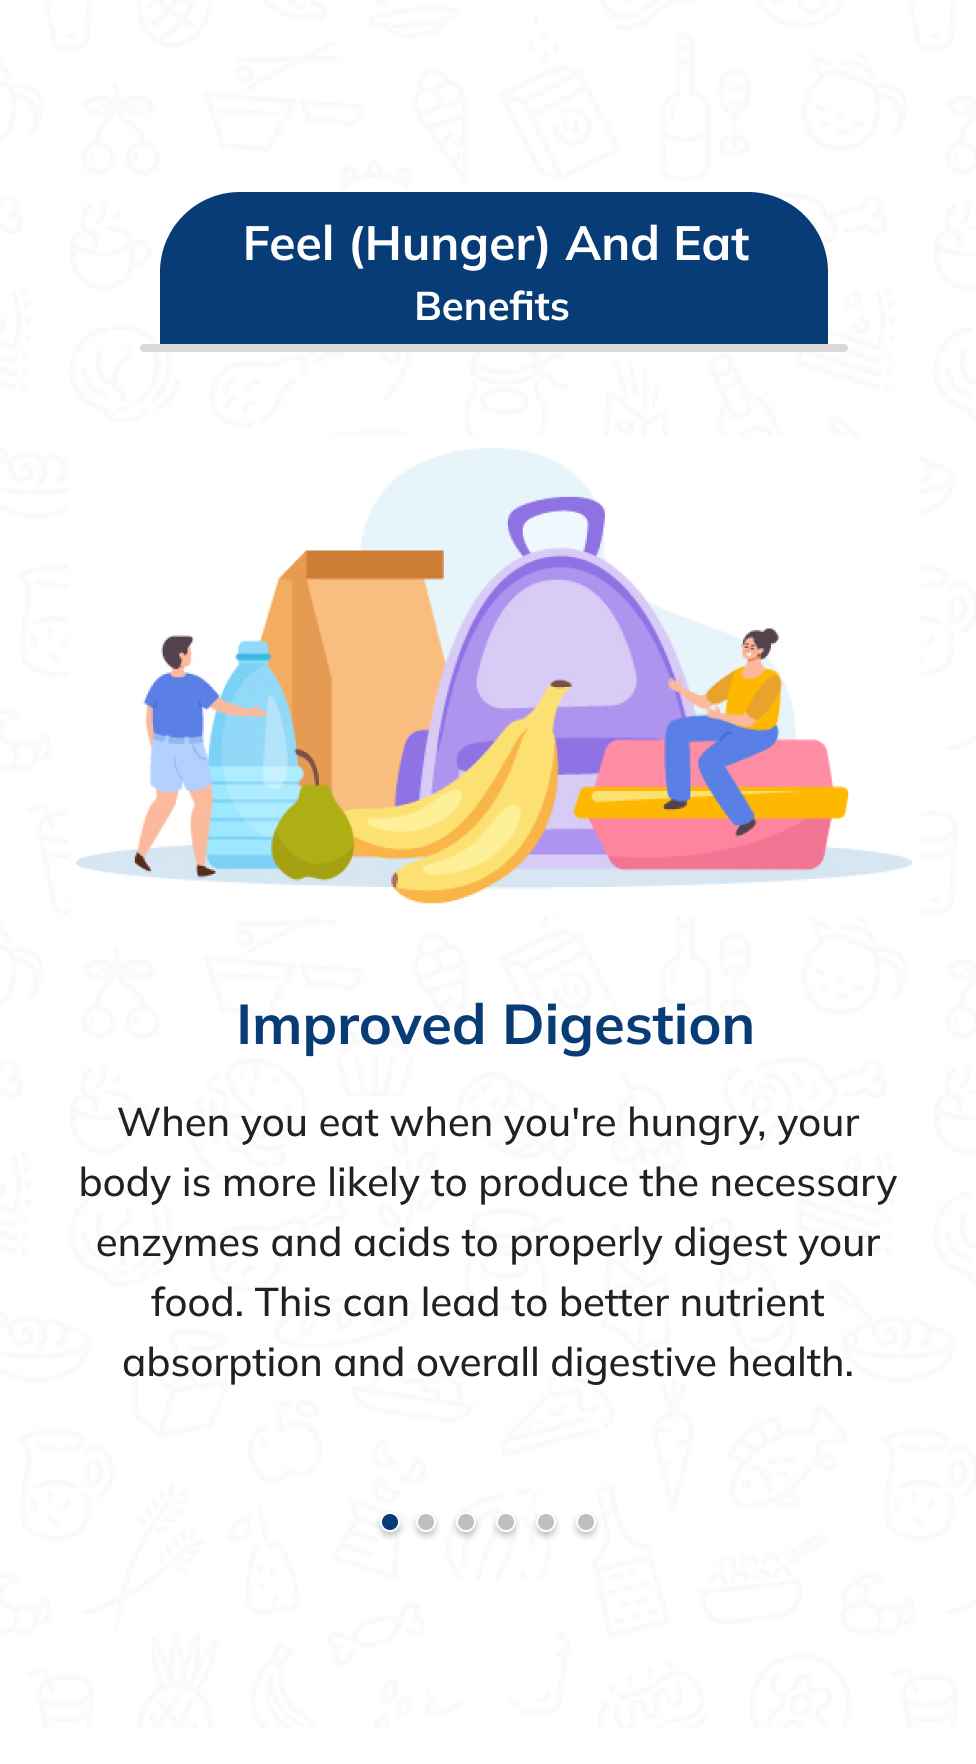 Feel (Hunger) And Eat
Benefits
Improved Digestion
When you eat when you're hungry, your
body is more likely to produce the necessary
enzymes and acids to properly digest your
food. This can lead to better nutrient
absorption and overall digestive health.